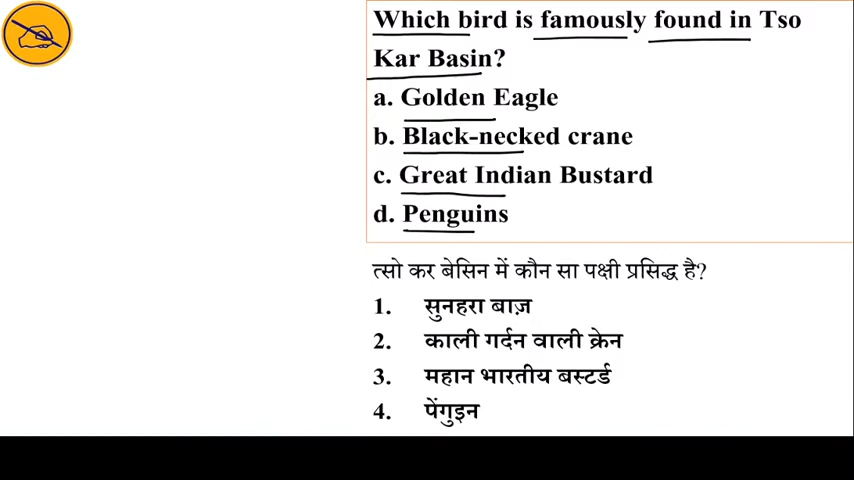 Which bird is famously found in Tso
Kar Basin?
a. Golden Eagle
b. Black-necked crane
c. Great Indian Bustard
d. Penguins
त्सो कर बेसिन में कौन सा पक्षी प्रसिद्ध है?
1. सुनहरा बाज़
2. काली गर्दन वाली क्रेन
3. महान भारतीय बस्टर्ड
4. पेंगुइन